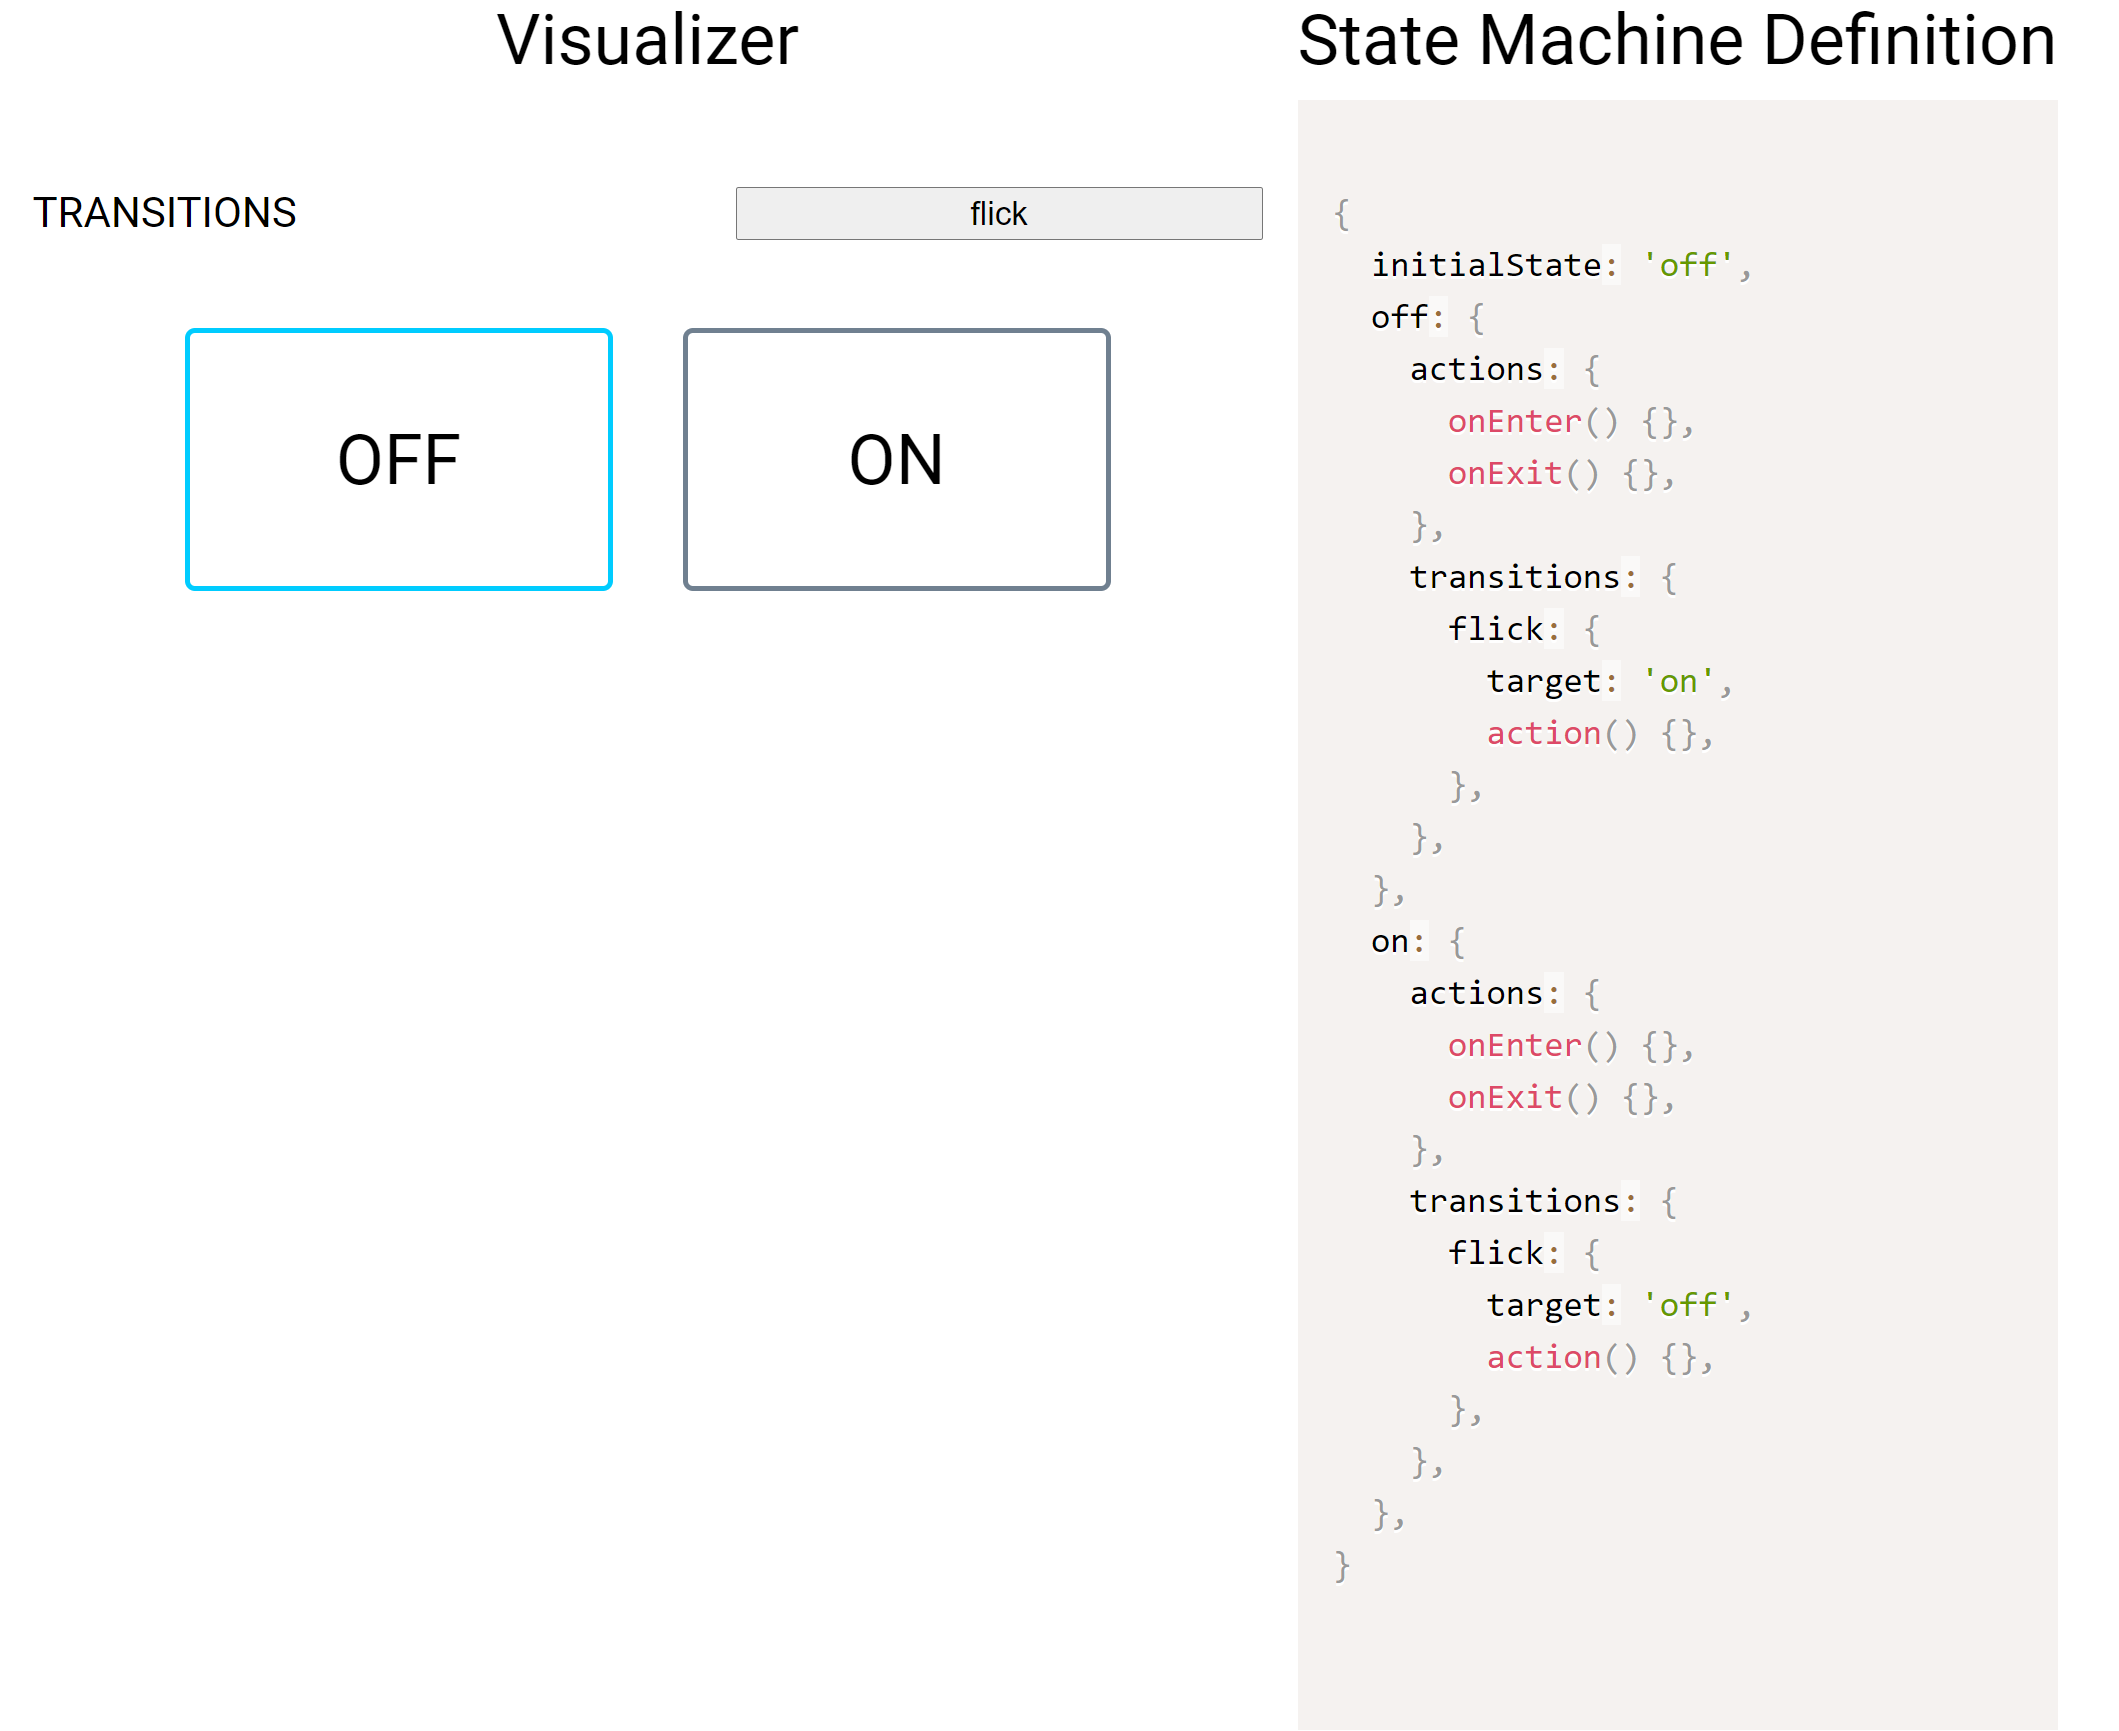 Visualizer
TRANSITIONS
flick
OFF
ON
State Machine Definition
{
  initialState: 'off',
  off: {
    actions: {
      onEnter() {},
      onExit() {},
    },
    transitions: {
      flick: {
        target: 'on',
        action() {},
      },
    },
  },
  on: {
    actions: {
      onEnter() {},
      onExit() {},
    },
    transitions: {
      flick: {
        target: 'off',
        action() {},
      },
    },
  },
}